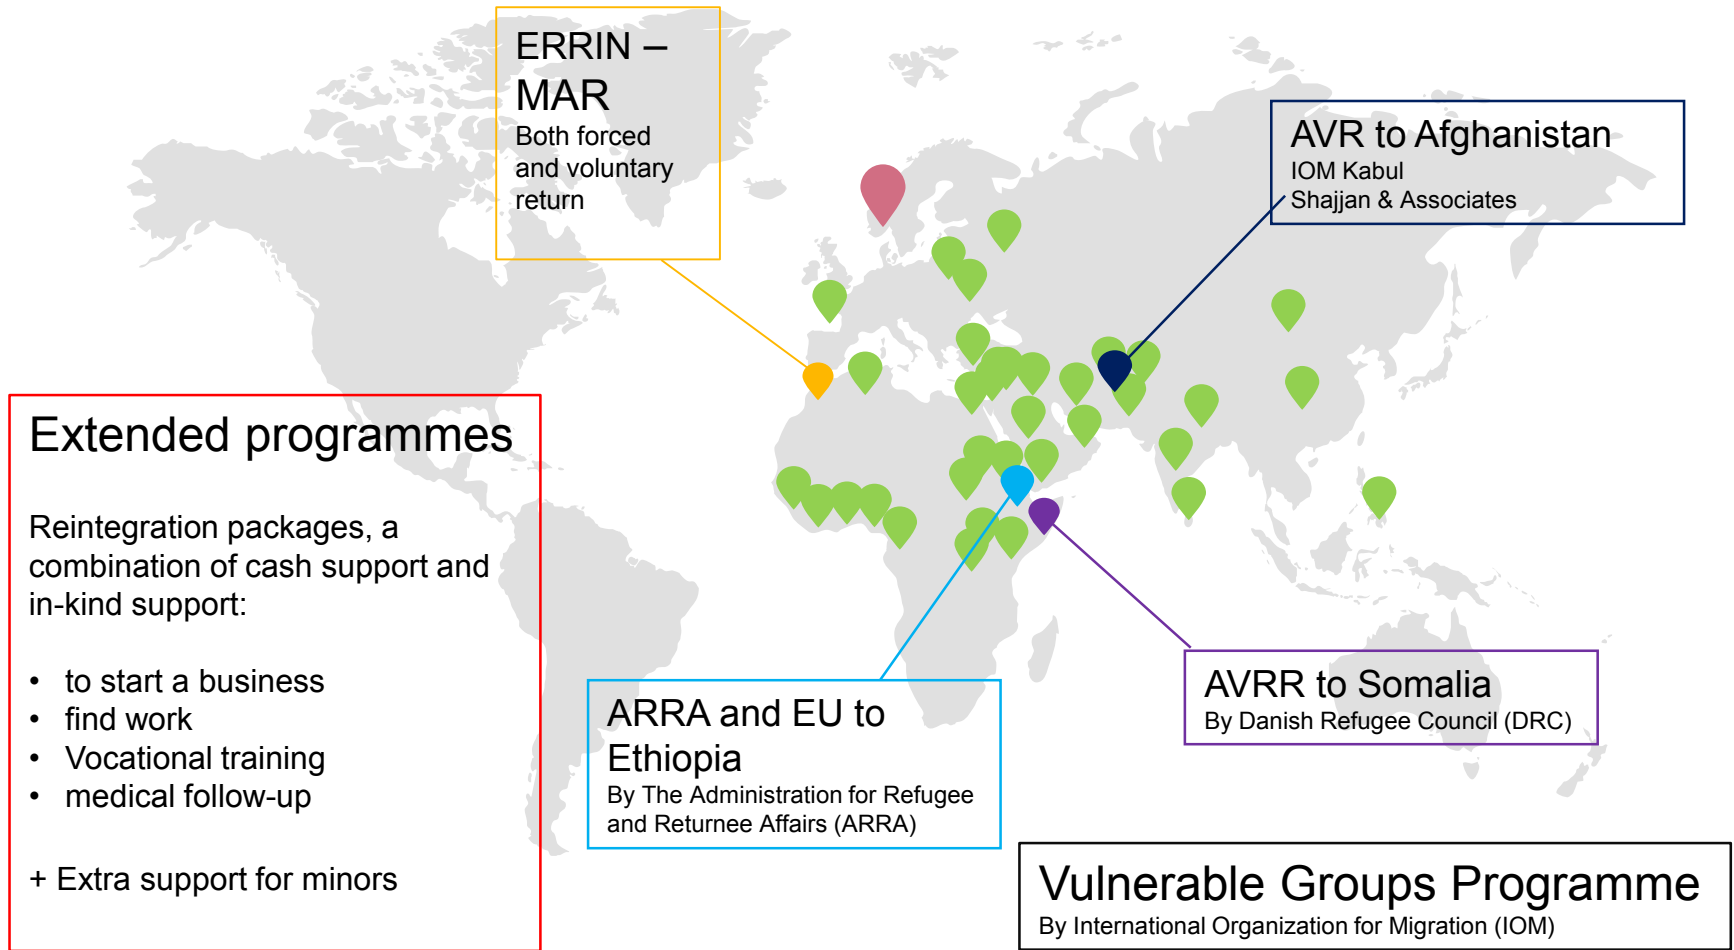 ERRIN –
MAR
Both forced
and voluntary
return
AVR to Afghanistan
IOM Kabul
Shajjan & Associates
Extended programmes
Reintegration packages, a
combination of cash support and
in-kind support:
• to start a business
• find work
• Vocational training
• medical follow-up
+ Extra support for minors
ARRA and EU to
Ethiopia
By The Administration for Refugee
and Returnee Affairs (ARRA)
AVRR to Somalia
By Danish Refugee Council (DRC)
Vulnerable Groups Programme
By International Organization for Migration (IOM)